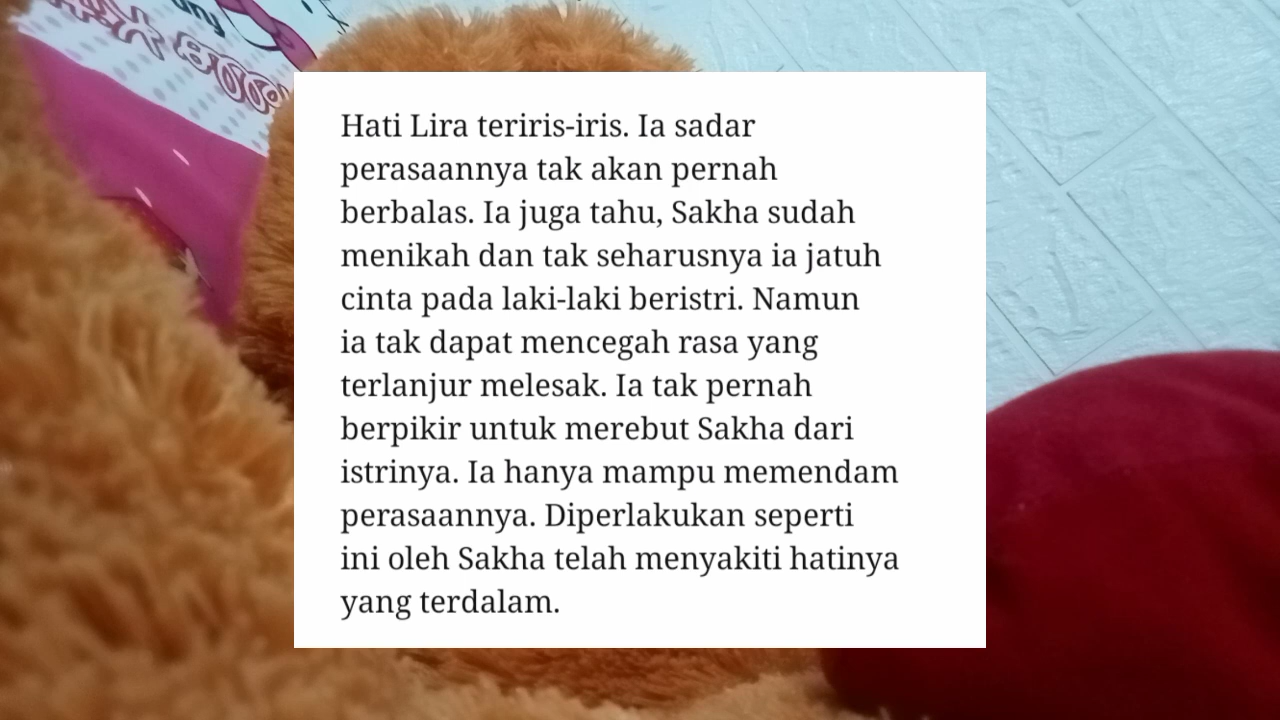 Hati Lira teriris-iris. Ia sadar
perasaannya tak akan pernah
berbalas. Ia juga tahu, Sakha sudah
menikah dan tak seharusnya ia jatuh
cinta pada laki-laki beristri. Namun
ia tak dapat mencegah rasa yang
terlanjur melesak. Ia tak pernah
berpikir untuk merebut Sakha dari
istrinya. Ia hanya mampu memendam
perasaannya. Diperlakukan seperti
ini oleh Sakha telah menyakiti hatinya
yang terdalam.